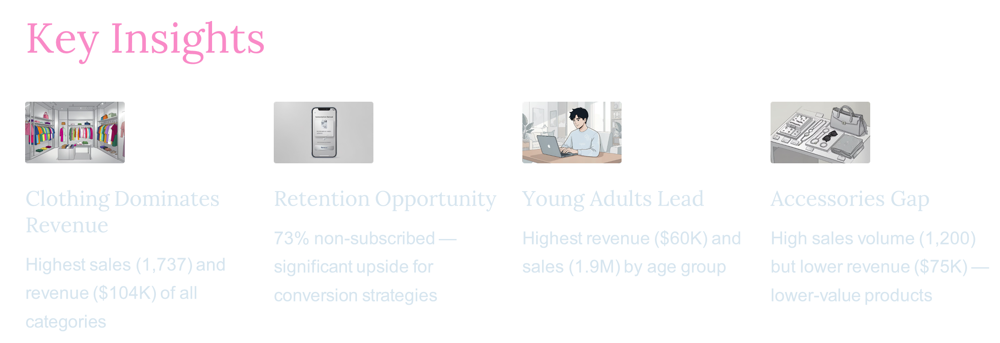 Key Insights
Subscription Renewal
Clothing Dominates
Revenue
Highest sales (1,737) and
revenue ($104K) of all
categories
Retention Opportunity
73% non-subscribed —
significant upside for
conversion strategies
Young Adults Lead
Highest revenue ($60K) and
sales (1.9M) by age group
Accessories Gap
High sales volume (1,200)
but lower revenue ($75K) —
lower-value products